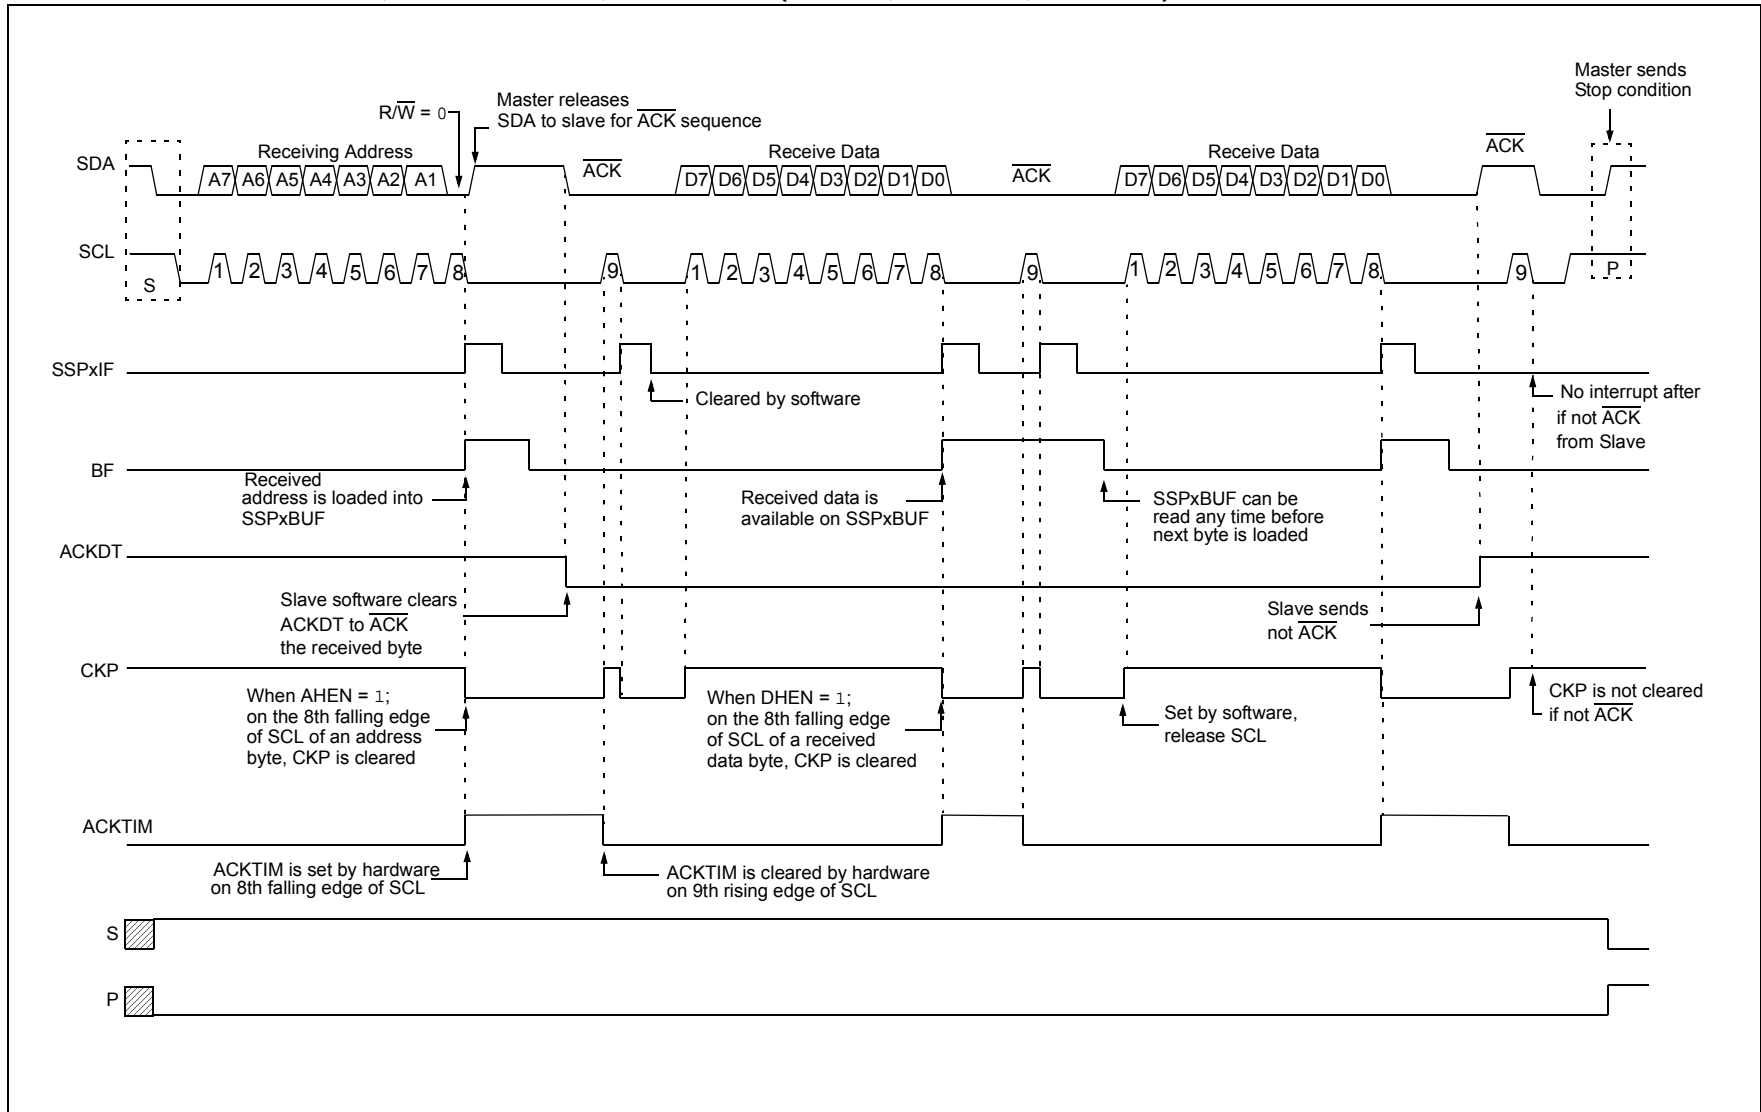 Master sends
Stop condition
R/W = 0
Master releases
SDA to slave for ACK sequence
SDA
Receiving Address
ACK
Receive Data
ACK
Receive Data
ACK
A7 A6 A5 A4 A3 A2 A1
D7 D6 D5 D4 D3 D2 D1 D0
D7 D6 D5 D4 D3 D2 D1 D0
SCL
S
1 2 3 4 5 6 7 8 9
1 2 3 4 5 6 7 8 9
1 2 3 4 5 6 7 8 9
P
SSPxIF
Cleared by software
No interrupt after
if not ACK
from Slave
BF
Received
address is loaded into
SSPxBUF
Received data is
available on SSPxBUF
SSPxBUF can be
read any time before
next byte is loaded
ACKDT
Slave software clears
ACKDT to ACK
the received byte
Slave sends
not ACK
CKP
When AHEN = 1;
on the 8th falling edge
of SCL of an address
byte, CKP is cleared
When DHEN = 1;
on the 8th falling edge
of SCL of a received
data byte, CKP is cleared
Set by software,
release SCL
CKP is not cleared
if not ACK
ACKTIM
ACKTIM is set by hardware
on 8th falling edge of SCL
ACKTIM is cleared by hardware
on 9th rising edge of SCL
S
P